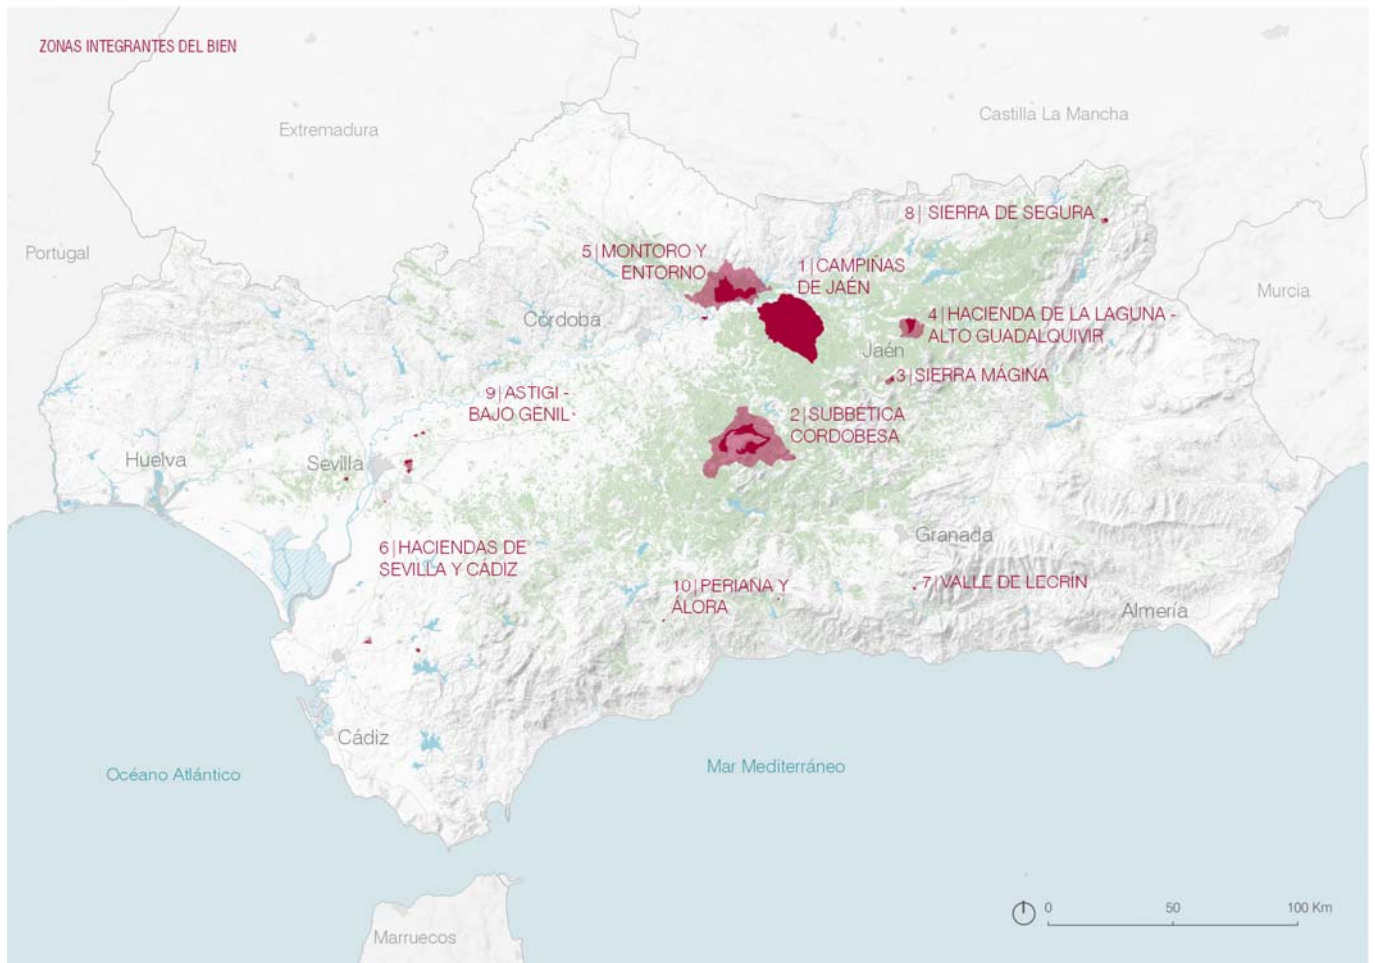 ZONAS INTEGRANTES DEL BIEN
Castilla La Mancha
Extremadura
8 | SIERRA DE SEGURA
Portugal
5 | MONTORO Y
ENTORNO
1 | CAMPIÑAS
DE JAÉN
Murcia
Córdoba
4 | HACIENDA DE LA LAGUNA -
ALTO GUADALQUIVIR
Jaén
3 | SIERRA MÁGINA
9 | ASTIGI -
BAJO GENIL
2 | SUBBÉTICA
CORDOBESA
Huelva
Sevilla
Granada
6 | HACIENDAS DE
SEVILLA Y CÁDIZ
10 | PERIANA Y
ÁLORA
7 | VALLE DE LECRÍN
Almería
Cádiz
Océano Atlántico
Mar Mediterráneo
0 50 100 Km
Marruecos